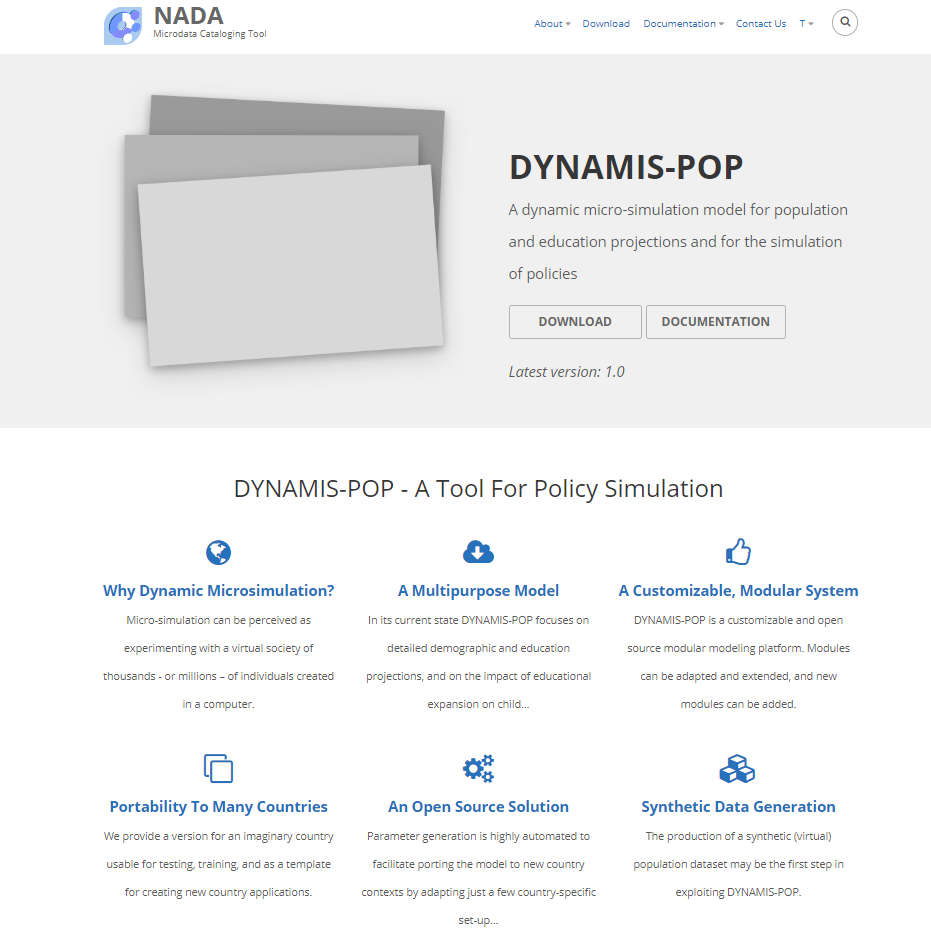 NADA
Microdata Cataloging Tool
About
Download
Documentation
Contact Us
T
DYNAMIS-POP
A dynamic micro-simulation model for population
and education projections and for the simulation
of policies
DOWNLOAD
DOCUMENTATION
Latest version: 1.0
DYNAMIS-POP - A Tool For Policy Simulation
Why Dynamic Microsimulation?
Micro-simulation can be perceived as
experimenting with a virtual society of
thousands - or millions – of individuals created
in a computer.
A Multipurpose Model
In its current state DYNAMIS-POP focuses on
detailed demographic and education
projections, and on the impact of educational
expansion on child...
A Customizable, Modular System
DYNAMIS-POP is a customizable and open
source modular modeling platform. Modules
can be adapted and extended, and new
modules can be added.
Portability To Many Countries
We provide a version for an imaginary country
usable for testing, training, and as a template
for creating new country applications.
An Open Source Solution
Parameter generation is highly automated to
facilitate porting the model to new country
contexts by adapting just a few country-specific
set-up...
Synthetic Data Generation
The production of a synthetic (virtual)
population dataset may be the first step in
exploiting DYNAMIS-POP.